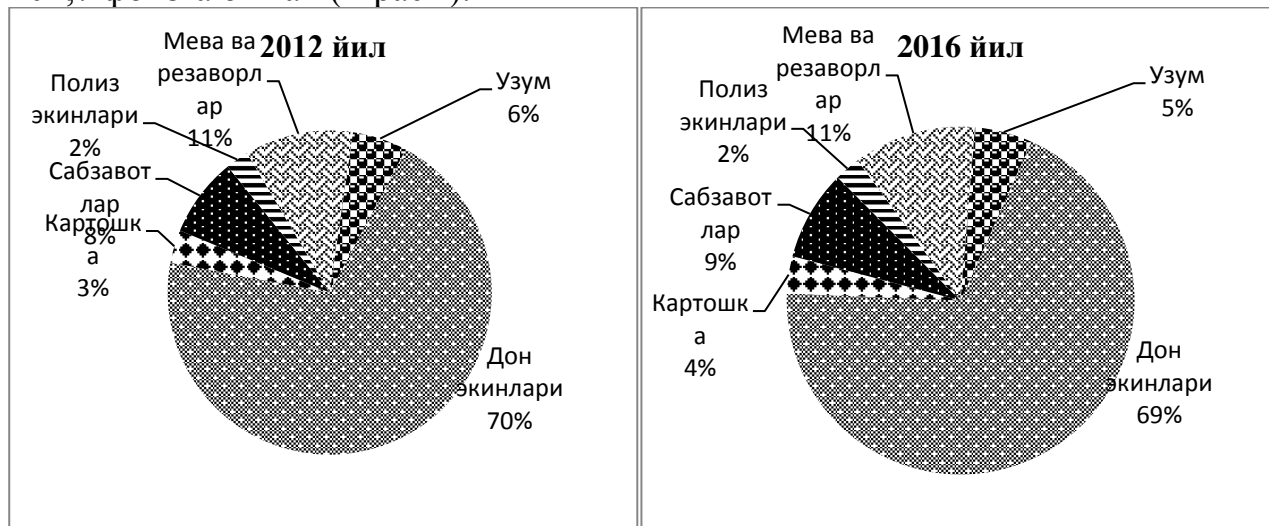 2012 йил
Мева ва
резаворл
ар
11%
Узум
6%
Полиз
экинлари
2%
Сабзавот
лар
8%
Картошк
а
3%
Дон
экинлари
70%
2016 йил
Мева ва
резаворл
ар
11%
Узум
5%
Полиз
экинлари
2%
Сабзавот
лар
9%
Картошк
а
4%
Дон
экинлари
69%